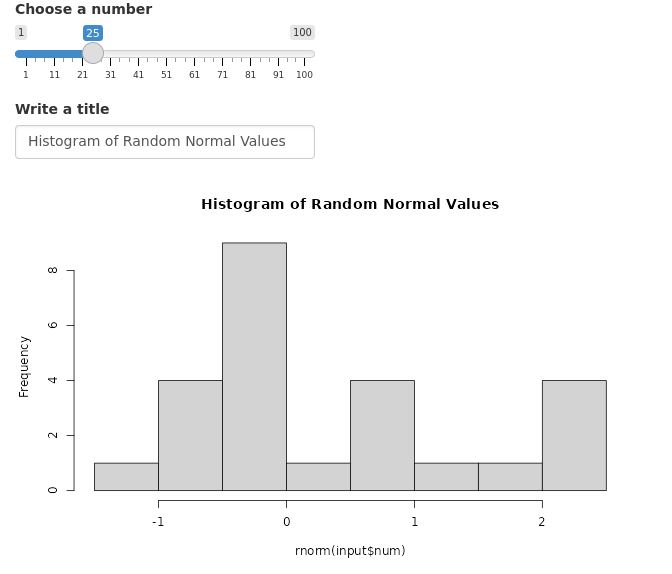 Choose a number
1 25 100
1 11 21 31 41 51 61 71 81 91 100
Write a title
Histogram of Random Normal Values
Histogram of Random Normal Values
8
6
4
2
0
Frequency
-1 0 1 2
rnorm(input$num)